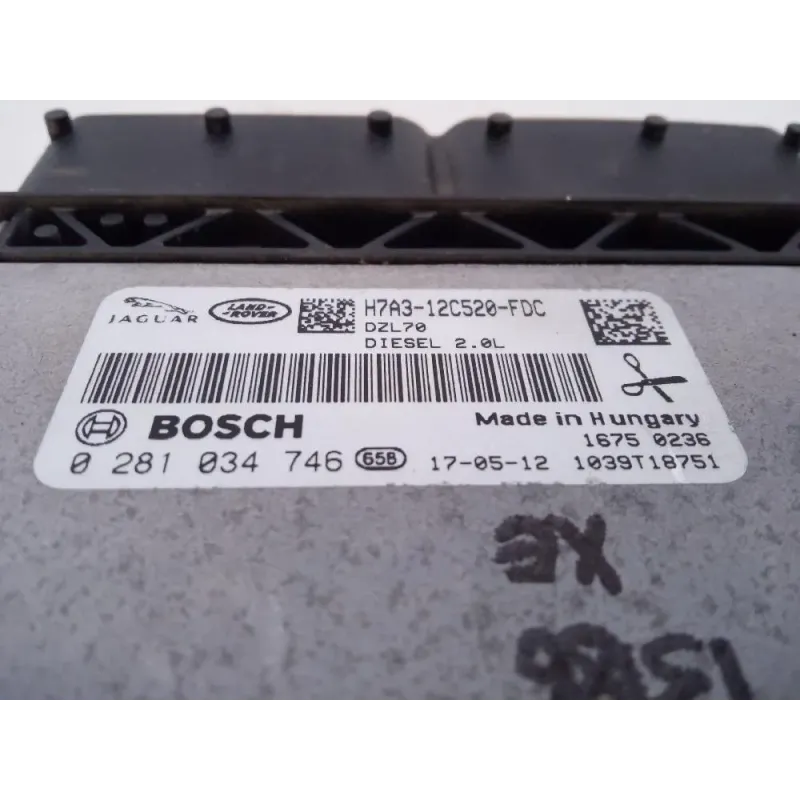 JAGUAR
LAND-ROVER
H7A3-12C520-FDC
DZL70
DIESEL 2.0L
BOSCH
Made in Hungary
1675 0236
0 281 034 746 65B 17-05-12 1039T18751
XE